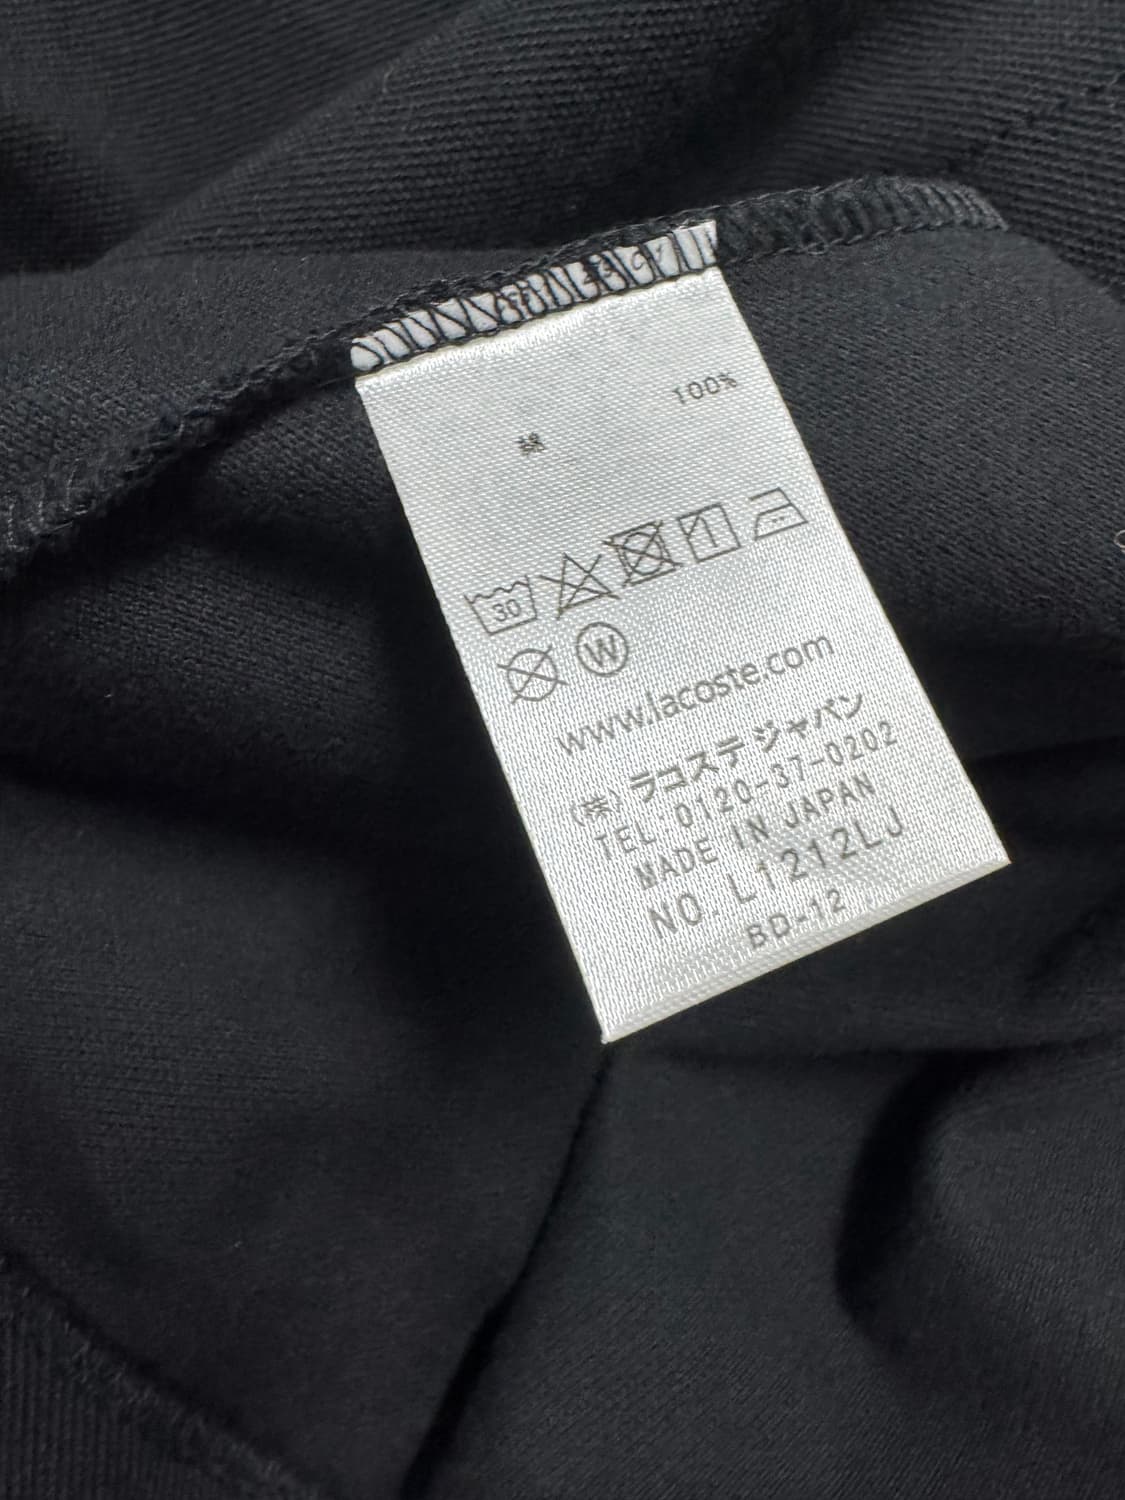 100%
綿
30
W
www.lacoste.com
(株)ラコステ ジャパン
TEL.0120-37-0202
MADE IN JAPAN
NO. L1212LJ
BD-12